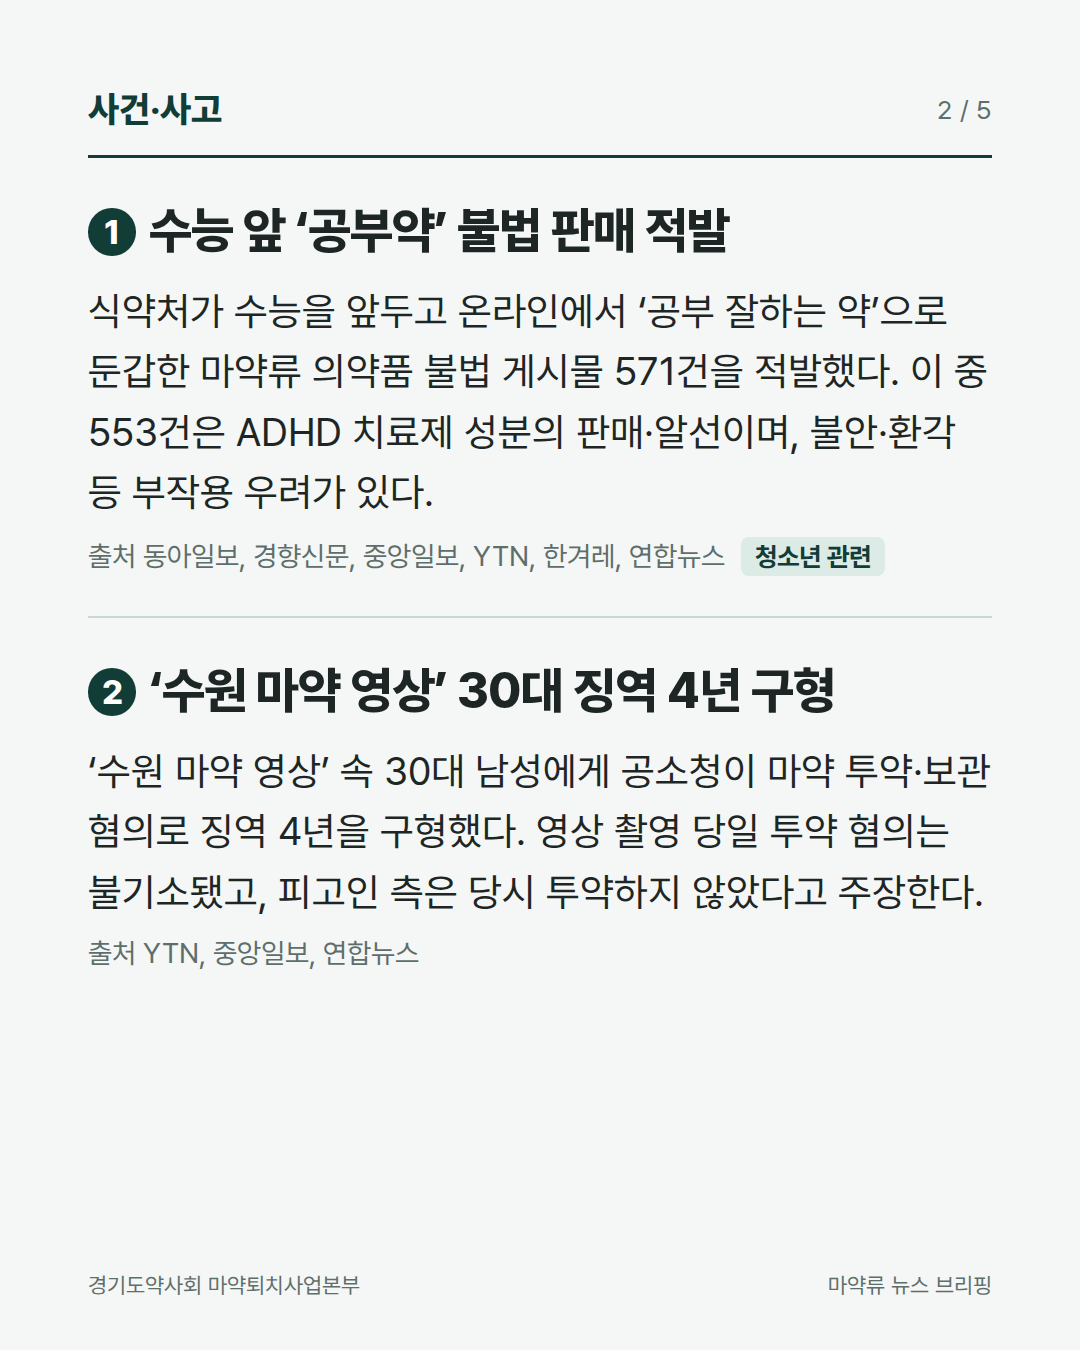 사건·사고
2 / 5
1 수능 앞 ‘공부약’ 불법 판매 적발
식약처가 수능을 앞두고 온라인에서 ‘공부 잘하는 약’으로
둔갑한 마약류 의약품 불법 게시물 571건을 적발했다. 이 중
553건은 ADHD 치료제 성분의 판매·알선이며, 불안·환각
등 부작용 우려가 있다.
출처 동아일보, 경향신문, 중앙일보, YTN, 한겨레, 연합뉴스 청소년 관련
2 ‘수원 마약 영상’ 30대 징역 4년 구형
‘수원 마약 영상’ 속 30대 남성에게 공소청이 마약 투약·보관
혐의로 징역 4년을 구형했다. 영상 촬영 당일 투약 혐의는
불기소됐고, 피고인 측은 당시 투약하지 않았다고 주장한다.
출처 YTN, 중앙일보, 연합뉴스
경기도약사회 마약퇴치사업본부
마약류 뉴스 브리핑